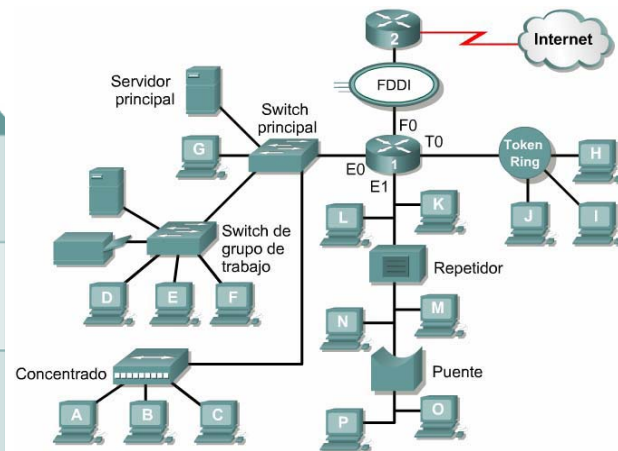 2
Internet
FDDI
Servidor
principal
Switch
principal
F0
G
E0
1
T0
Token
Ring
H
E1
L
K
J
I
Switch de
grupo de
trabajo
Repetidor
D
E
F
N
M
Concentrado
Puente
A
B
C
P
O